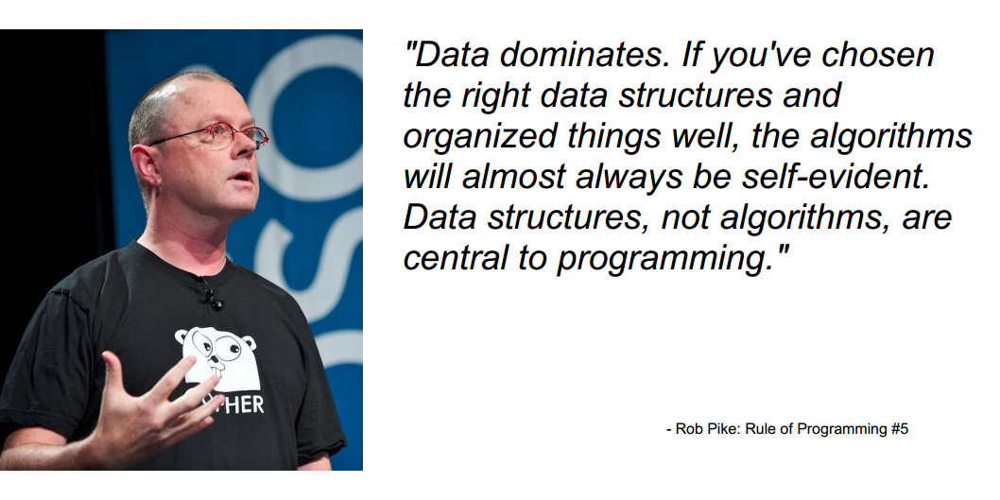 "Data dominates. If you've chosen
the right data structures and
organized things well, the algorithms
will almost always be self-evident.
Data structures, not algorithms, are
central to programming."
- Rob Pike: Rule of Programming #5